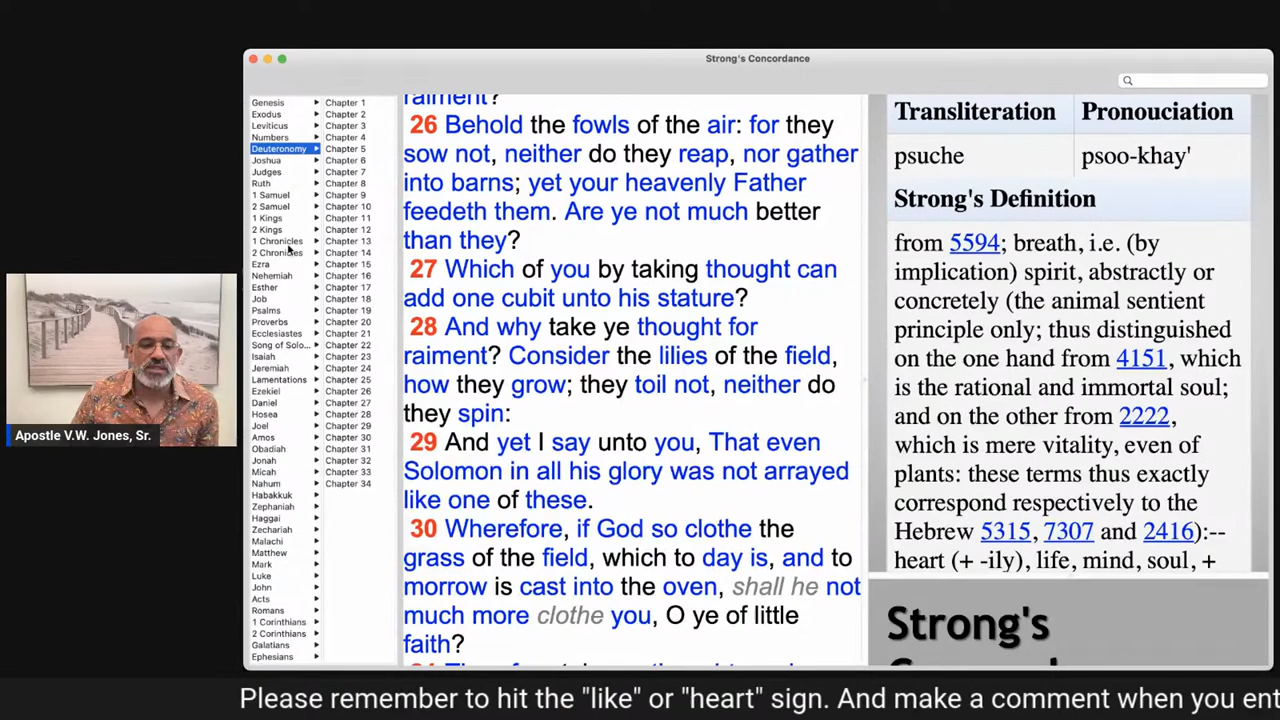 Strong's Concordance
Genesis
Exodus
Leviticus
Numbers
Deuteronomy
Joshua
Judges
Ruth
1 Samuel
2 Samuel
1 Kings
2 Kings
1 Chronicles
2 Chronicles
Ezra
Nehemiah
Esther
Job
Psalms
Proverbs
Ecclesiastes
Song of Solo...
Isaiah
Jeremiah
Lamentations
Ezekiel
Daniel
Hosea
Joel
Amos
Obadiah
Jonah
Micah
Nahum
Habakkuk
Zephaniah
Haggai
Zechariah
Malachi
Matthew
Mark
Luke
John
Acts
Romans
1 Corinthians
2 Corinthians
Galatians
Ephesians
Chapter 1
Chapter 2
Chapter 3
Chapter 4
Chapter 5
Chapter 6
Chapter 7
Chapter 8
Chapter 9
Chapter 10
Chapter 11
Chapter 12
Chapter 13
Chapter 14
Chapter 15
Chapter 16
Chapter 17
Chapter 18
Chapter 19
Chapter 20
Chapter 21
Chapter 22
Chapter 23
Chapter 24
Chapter 25
Chapter 26
Chapter 27
Chapter 28
Chapter 29
Chapter 30
Chapter 31
Chapter 32
Chapter 33
Chapter 34
raiment?
26 Behold the fowls of the air: for they
sow not, neither do they reap, nor gather
into barns; yet your heavenly Father
feedeth them. Are ye not much better
than they?
27 Which of you by taking thought can
add one cubit unto his stature?
28 And why take ye thought for
raiment? Consider the lilies of the field,
how they grow; they toil not, neither do
they spin:
29 And yet I say unto you, That even
Solomon in all his glory was not arrayed
like one of these.
30 Wherefore, if God so clothe the
grass of the field, which to day is, and to
morrow is cast into the oven, shall he not
much more clothe you, O ye of little
faith?
Transliteration Pronouciation
psuche psoo-khay'
Strong's Definition
from 5594; breath, i.e. (by
implication) spirit, abstractly or
concretely (the animal sentient
principle only; thus distinguished
on the one hand from 4151, which
is the rational and immortal soul;
and on the other from 2222,
which is mere vitality, even of
plants: these terms thus exactly
correspond respectively to the
Hebrew 5315, 7307 and 2416):--
heart (+ -ily), life, mind, soul, +
Strong's
Apostle V.W. Jones, Sr.
Please remember to hit the "like" or "heart" sign. And make a comment when you ent